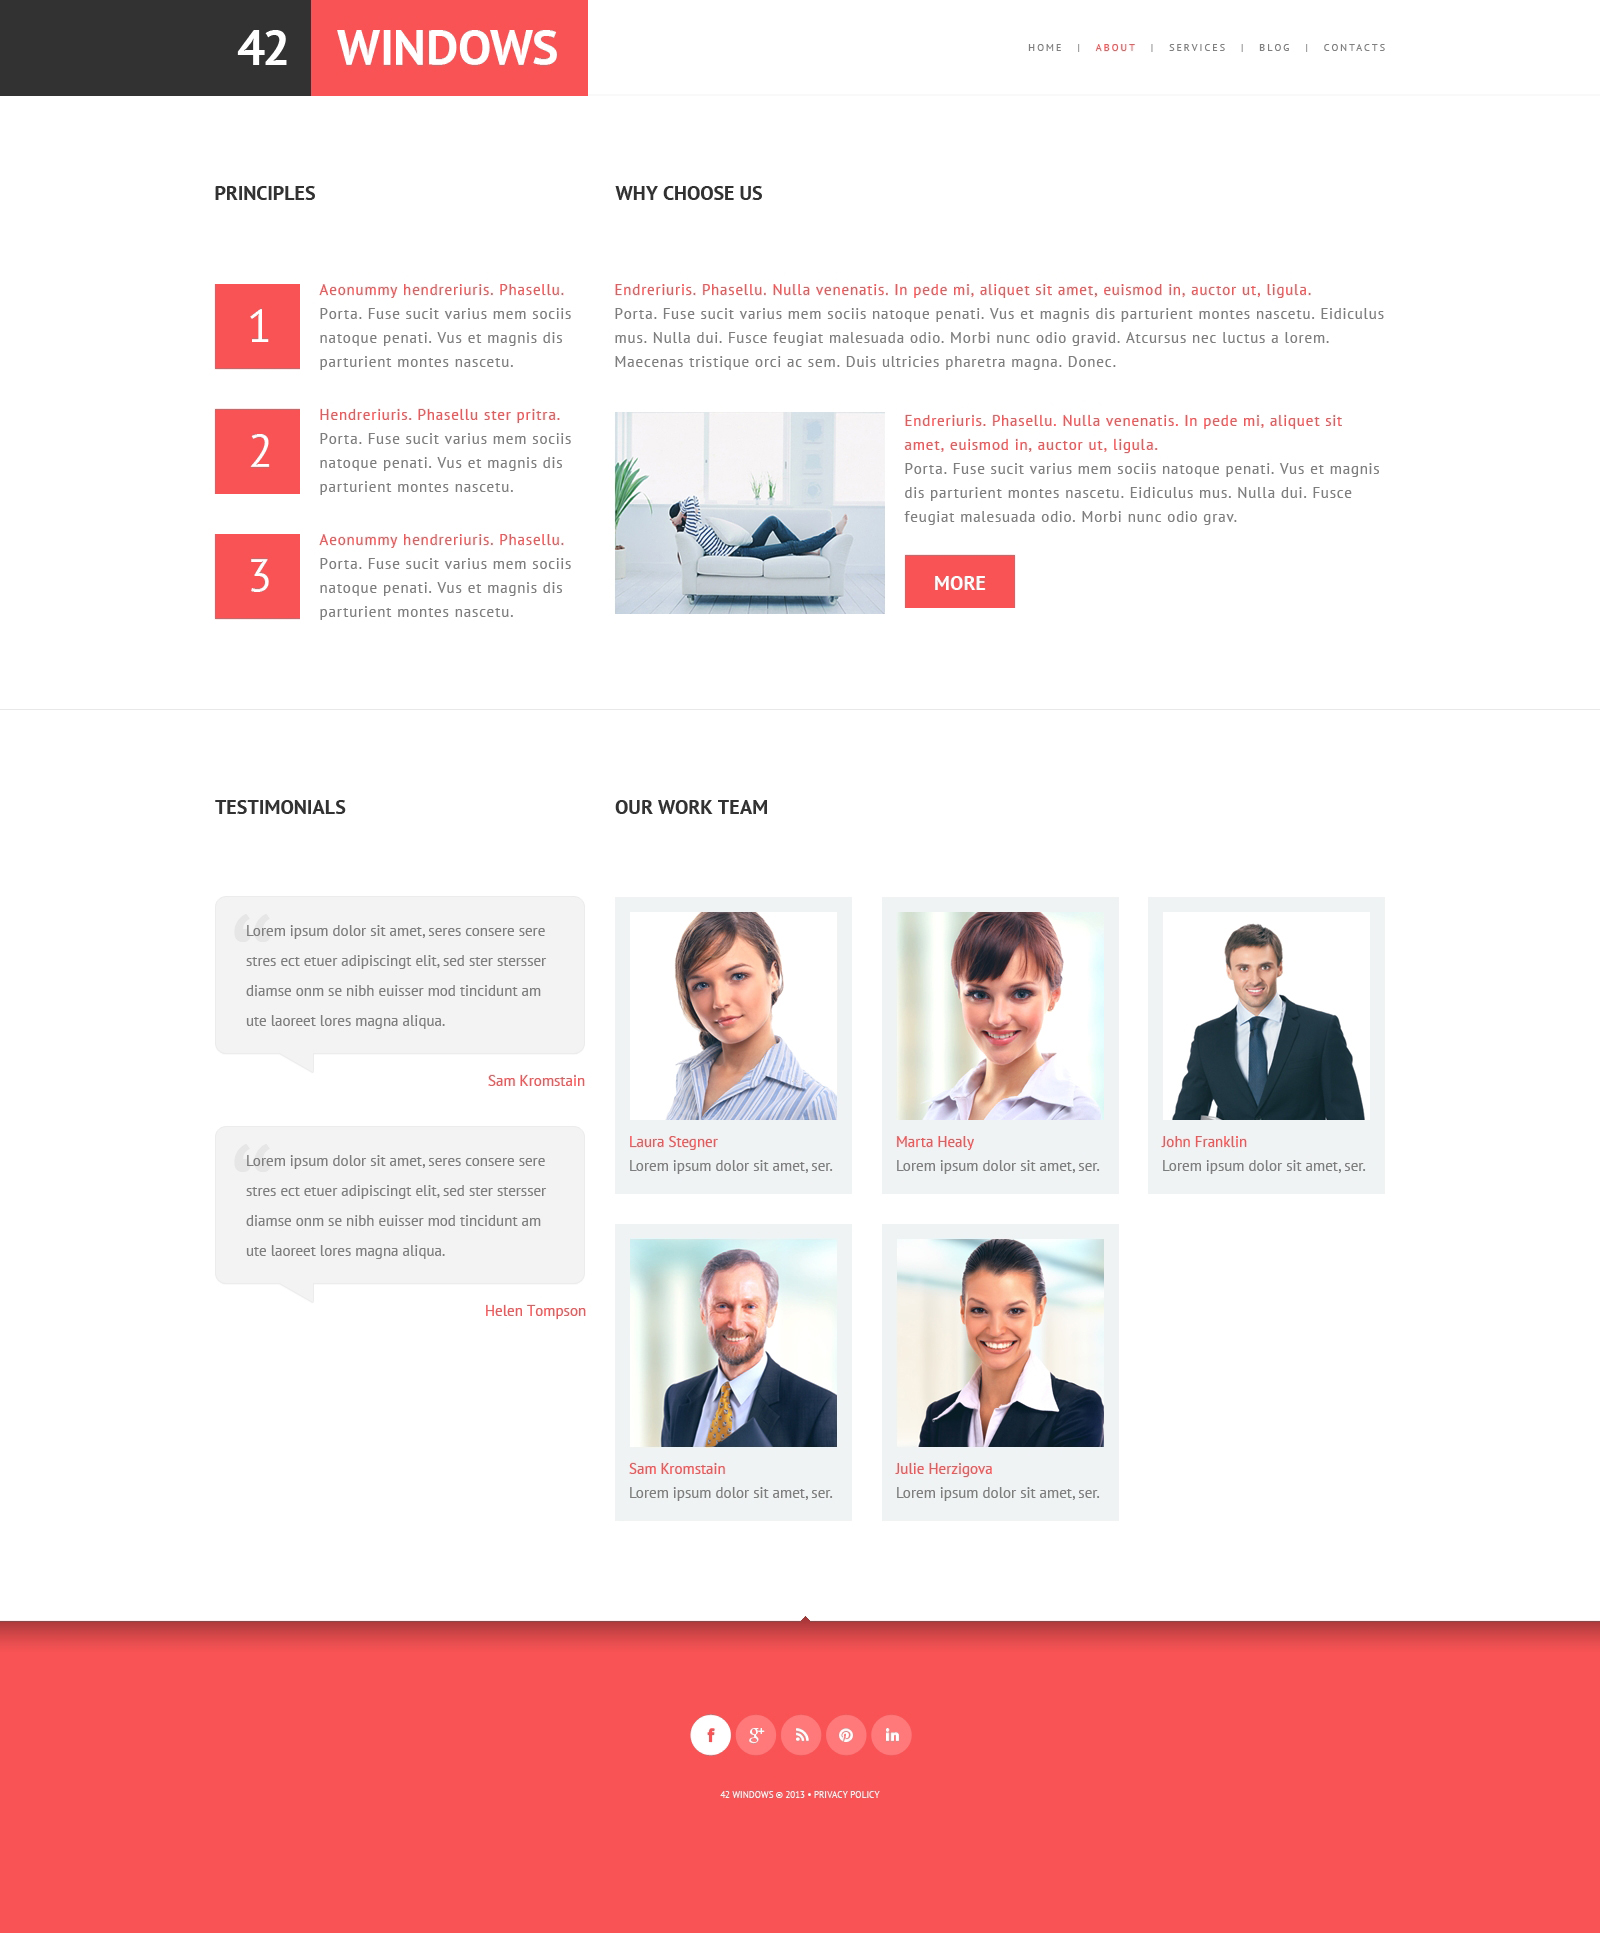 42 WINDOWS
HOME | ABOUT | SERVICES | BLOG | CONTACTS
PRINCIPLES
1
Aeonummy hendreriuris. Phasellu.
Porta. Fuse sucit varius mem sociis
natoque penati. Vus et magnis dis
parturient montes nascetu.
2
Hendreriuris. Phasellu ster pritra.
Porta. Fuse sucit varius mem sociis
natoque penati. Vus et magnis dis
parturient montes nascetu.
3
Aeonummy hendreriuris. Phasellu.
Porta. Fuse sucit varius mem sociis
natoque penati. Vus et magnis dis
parturient montes nascetu.
WHY CHOOSE US
Endreriuris. Phasellu. Nulla venenatis. In pede mi, aliquet sit amet, euismod in, auctor ut, ligula.
Porta. Fuse sucit varius mem sociis natoque penati. Vus et magnis dis parturient montes nascetu. Eidiculus
mus. Nulla dui. Fusce feugiat malesuada odio. Morbi nunc odio gravid. Atcursus nec luctus a lorem.
Maecenas tristique orci ac sem. Duis ultricies pharetra magna. Donec.
Endreriuris. Phasellu. Nulla venenatis. In pede mi, aliquet sit
amet, euismod in, auctor ut, ligula.
Porta. Fuse sucit varius mem sociis natoque penati. Vus et magnis
dis parturient montes nascetu. Eidiculus mus. Nulla dui. Fusce
feugiat malesuada odio. Morbi nunc odio grav.
MORE
TESTIMONIALS
“
Lorem ipsum dolor sit amet, seres consere sere
stres ect etuer adipiscingt elit, sed ster stersser
diamse onm se nibh euisser mod tincidunt am
ute laoreet lores magna aliqua.
Sam Kromstain
“
Lorem ipsum dolor sit amet, seres consere sere
stres ect etuer adipiscingt elit, sed ster stersser
diamse onm se nibh euisser mod tincidunt am
ute laoreet lores magna aliqua.
Helen Tompson
OUR WORK TEAM
Laura Stegner
Lorem ipsum dolor sit amet, ser.
Marta Healy
Lorem ipsum dolor sit amet, ser.
John Franklin
Lorem ipsum dolor sit amet, ser.
Sam Kromstain
Lorem ipsum dolor sit amet, ser.
Julie Herzigova
Lorem ipsum dolor sit amet, ser.
f g+ in
42 WINDOWS © 2013 • PRIVACY POLICY